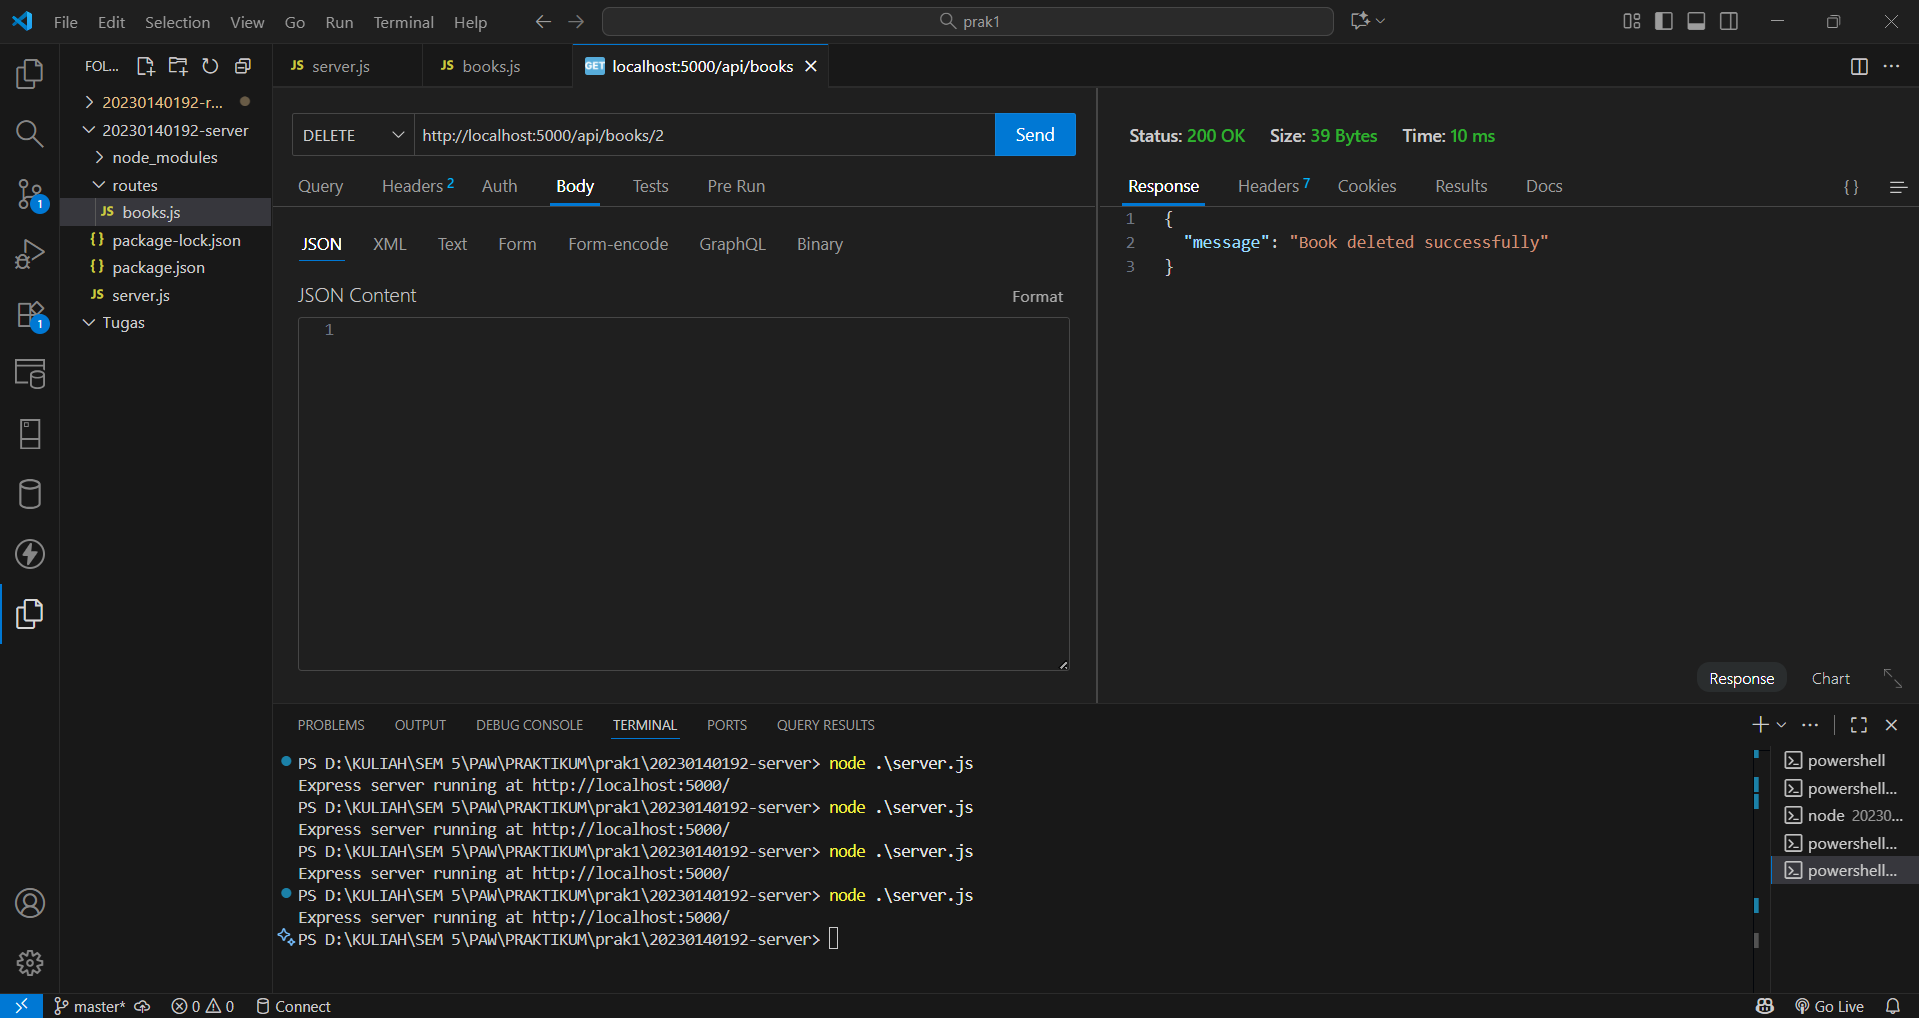 File Edit Selection View Go Run Terminal Help
prak1
FOL...
20230140192-r...
20230140192-server
node_modules
routes
JS books.js
{} package-lock.json
{} package.json
JS server.js
Tugas
1
1
JS server.js
JS books.js
GET localhost:5000/api/books
DELETE http://localhost:5000/api/books/2 Send
Query Headers 2 Auth Body Tests Pre Run
JSON XML Text Form Form-encode GraphQL Binary
JSON Content Format
1
Status: 200 OK Size: 39 Bytes Time: 10 ms
Response Headers 7 Cookies Results Docs {}
1 {
2 "message": "Book deleted successfully"
3 }
Response Chart
PROBLEMS OUTPUT DEBUG CONSOLE TERMINAL PORTS QUERY RESULTS
PS D:\KULIAH\SEM 5\PAW\PRAKTIKUM\prak1\20230140192-server> node .\server.js
Express server running at http://localhost:5000/
PS D:\KULIAH\SEM 5\PAW\PRAKTIKUM\prak1\20230140192-server> node .\server.js
Express server running at http://localhost:5000/
PS D:\KULIAH\SEM 5\PAW\PRAKTIKUM\prak1\20230140192-server> node .\server.js
Express server running at http://localhost:5000/
PS D:\KULIAH\SEM 5\PAW\PRAKTIKUM\prak1\20230140192-server> node .\server.js
Express server running at http://localhost:5000/
PS D:\KULIAH\SEM 5\PAW\PRAKTIKUM\prak1\20230140192-server>
powershell
powershell...
node 20230...
powershell...
powershell...
master* 0 0 Connect Go Live